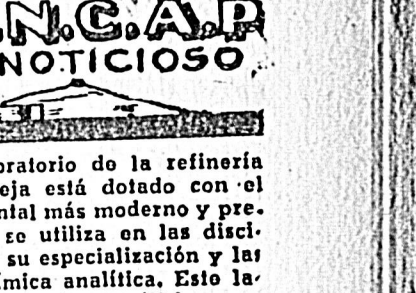 .N.C.A.P
NOTICIOSO
oratorio de la refinería
eja está dotado con el
ntal más moderno y pre-
se utiliza en las disci-
su especialización y las
mica analítica. Esto la-